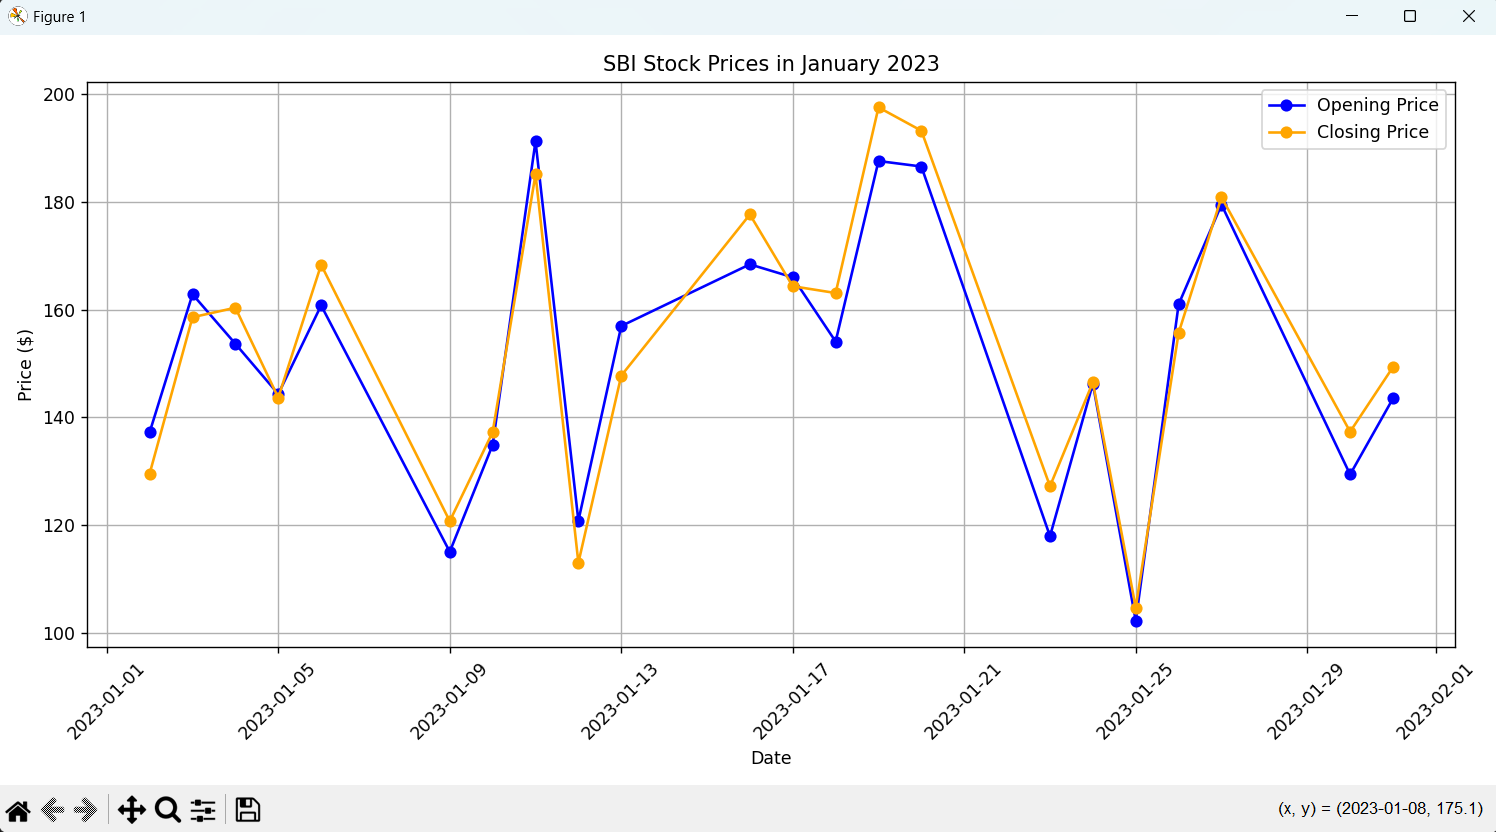 Figure 1
SBI Stock Prices in January 2023
Opening Price
Closing Price
Price ($)
200
180
160
140
120
100
2023-01-01
2023-01-05
2023-01-09
2023-01-13
2023-01-17
2023-01-21
2023-01-25
2023-01-29
2023-02-01
Date
(x, y) = (2023-01-08, 175.1)